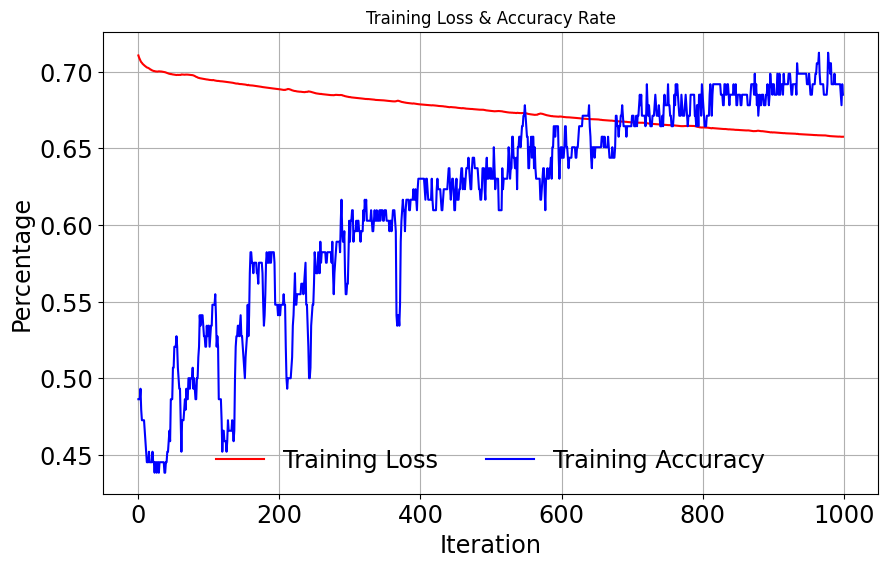 Training Loss & Accuracy Rate
0.70
0.65
0.60
0.55
0.50
0.45
Percentage
Training Loss Training Accuracy
0 200 400 600 800 1000
Iteration